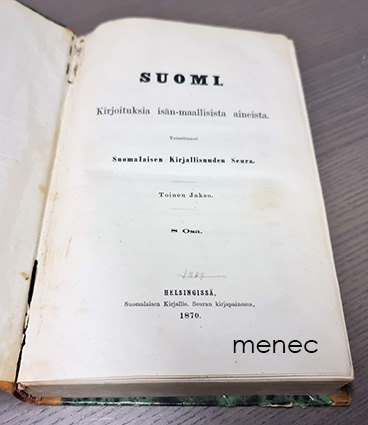 SUOMI.
Kirjoituksia isän-maallisista aineista.
Toimittanut
Suomalaisen Kirjallisuuden Seura.
Toinen Jakso.
8 Osa.
HELSINGISSÄ,
Suomalaisen Kirjallis. Seuran kirjapainossa,
1870.
menec